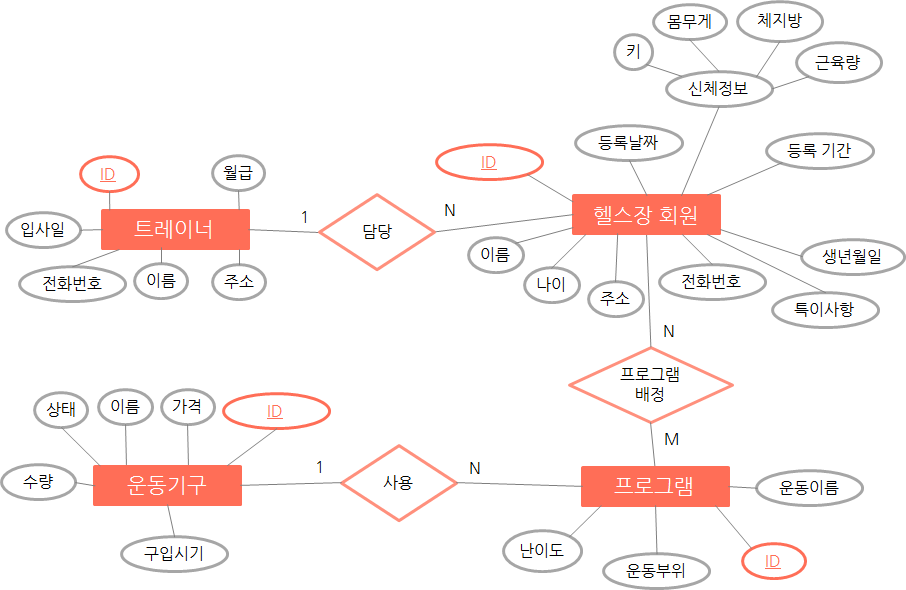 몸무게
체지방
키
근육량
신체정보
등록날짜
등록 기간
ID
ID
월급
트레이너
1
담당
N
헬스장 회원
입사일
전화번호
이름
주소
이름
나이
주소
전화번호
생년월일
특이사항
N
프로그램
배정
M
상태
이름
가격
ID
수량
운동기구
1
사용
N
프로그램
운동이름
구입시기
난이도
운동부위
ID